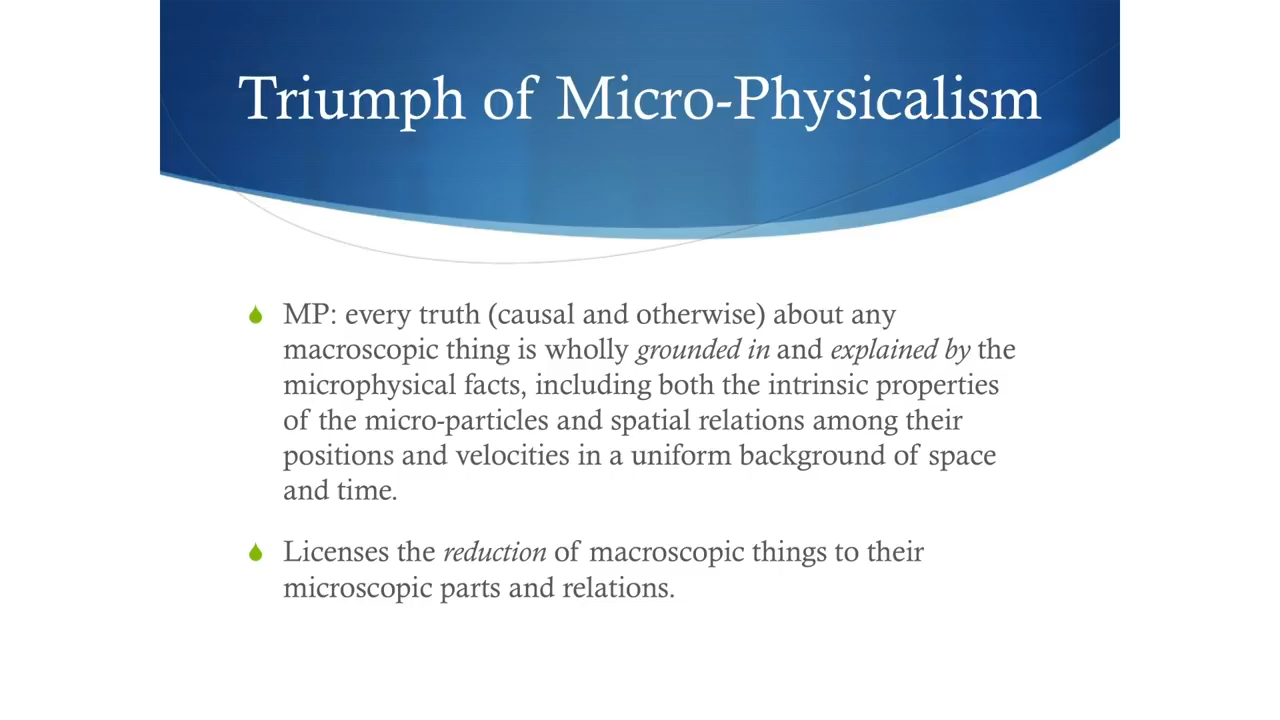 Triumph of Micro-Physicalism
MP: every truth (causal and otherwise) about any
macroscopic thing is wholly grounded in and explained by the
microphysical facts, including both the intrinsic properties
of the micro-particles and spatial relations among their
positions and velocities in a uniform background of space
and time.
Licenses the reduction of macroscopic things to their
microscopic parts and relations.